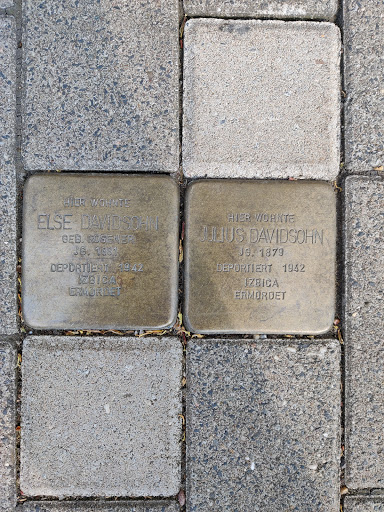 HIER WOHNTE
ELSE DAVIDSOHN
GEB.
JG.
DEPORTIERT 1942
IZBICA
ERMORDET
HIER WOHNTE
JULIUS DAVIDSOHN
JG. 1879
DEPORTIERT 1942
IZBICA
ERMORDET